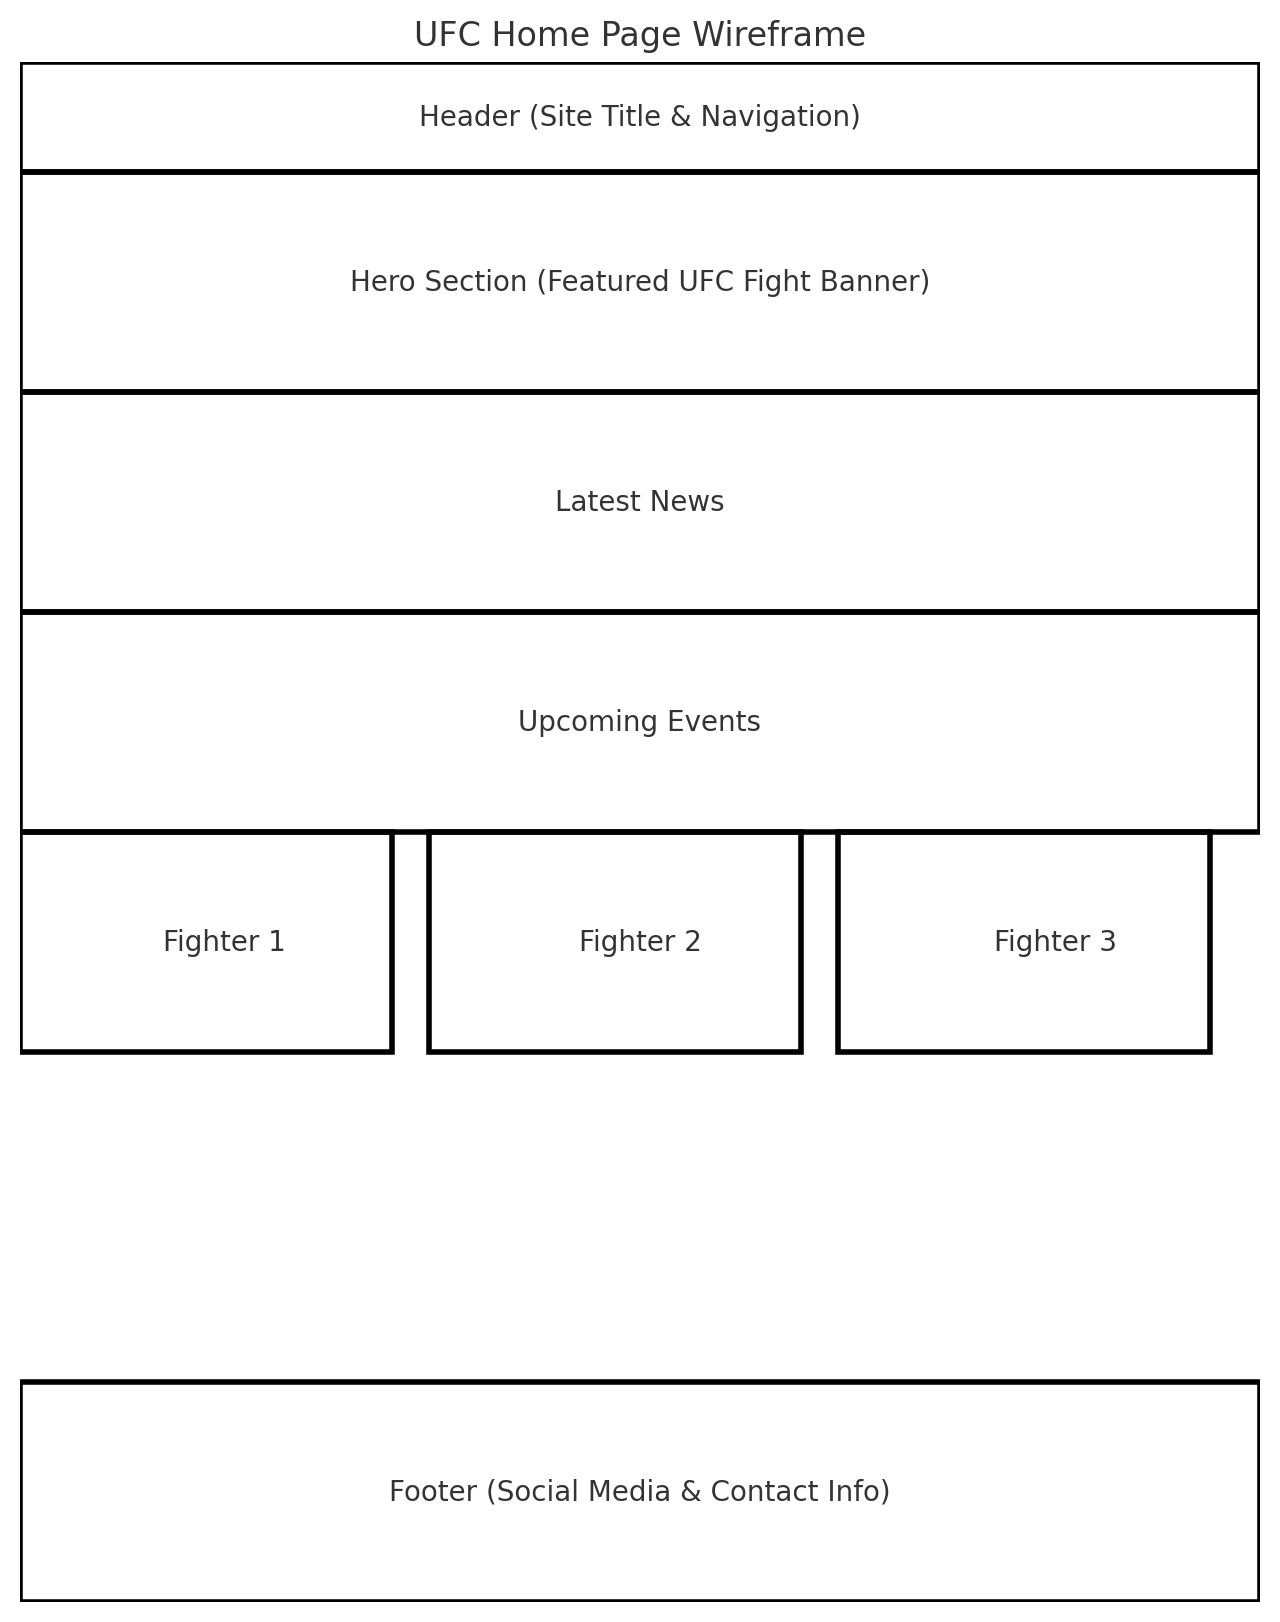 UFC Home Page Wireframe
Header (Site Title & Navigation)
Hero Section (Featured UFC Fight Banner)
Latest News
Upcoming Events
Fighter 1
Fighter 2
Fighter 3
Footer (Social Media & Contact Info)